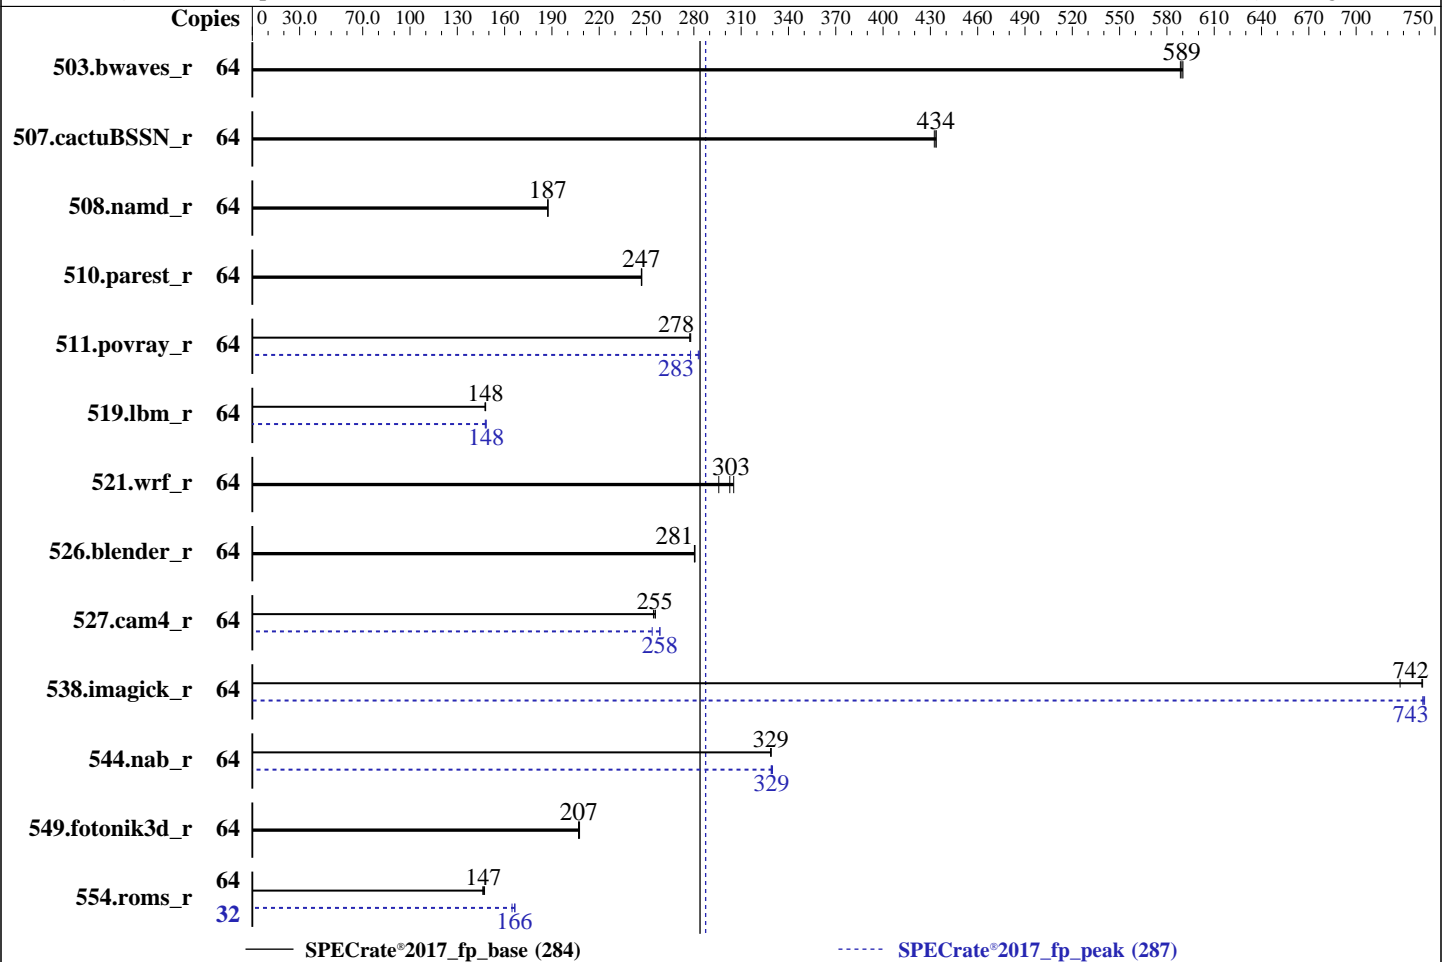 Copies 0 30.0 70.0 100 130 160 190 220 250 280 310 340 370 400 430 460 490 520 550 580 610 640 670 700 750
589
503.bwaves_r 64
434
507.cactuBSSN_r 64
187
508.namd_r 64
247
510.parest_r 64
278
511.povray_r 64
283
148
519.lbm_r 64
148
303
521.wrf_r 64
281
526.blender_r 64
255
527.cam4_r 64
258
742
538.imagick_r 64
743
329
544.nab_r 64
329
207
549.fotonik3d_r 64
64 147
554.roms_r
32 166
SPECrate®2017_fp_base (284) SPECrate®2017_fp_peak (287)